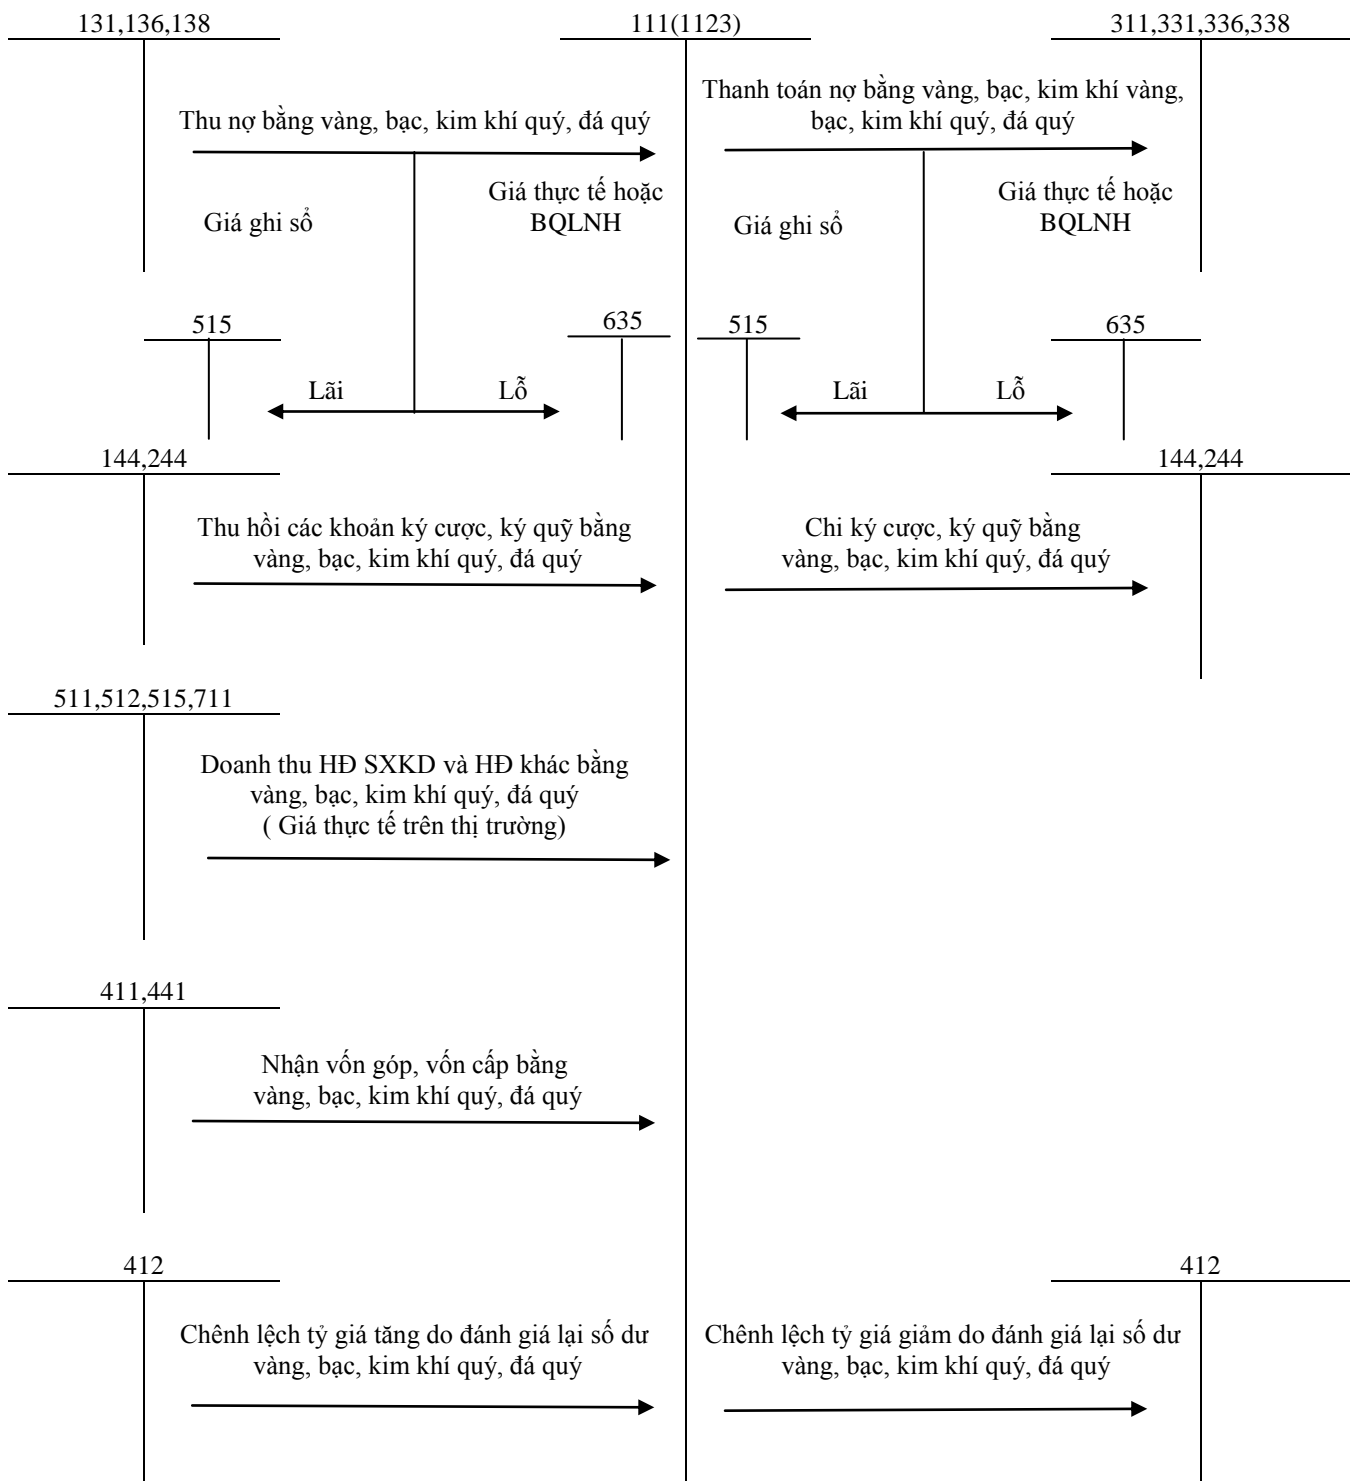 131,136,138
111(1123)
311,331,336,338
Thu nợ bằng vàng, bạc, kim khí quý, đá quý
Thanh toán nợ bằng vàng, bạc, kim khí vàng,
bạc, kim khí quý, đá quý
Giá ghi sổ
Giá thực tế hoặc
BQLNH
Giá ghi sổ
Giá thực tế hoặc
BQLNH
515
635
515
635
Lãi
Lỗ
Lãi
Lỗ
144,244
144,244
Thu hồi các khoản ký cược, ký quỹ bằng
vàng, bạc, kim khí quý, đá quý
Chi ký cược, ký quỹ bằng
vàng, bạc, kim khí quý, đá quý
511,512,515,711
Doanh thu HĐ SXKD và HĐ khác bằng
vàng, bạc, kim khí quý, đá quý
( Giá thực tế trên thị trường)
411,441
Nhận vốn góp, vốn cấp bằng
vàng, bạc, kim khí quý, đá quý
412
412
Chênh lệch tỷ giá tăng do đánh giá lại số dư
vàng, bạc, kim khí quý, đá quý
Chênh lệch tỷ giá giảm do đánh giá lại số dư
vàng, bạc, kim khí quý, đá quý